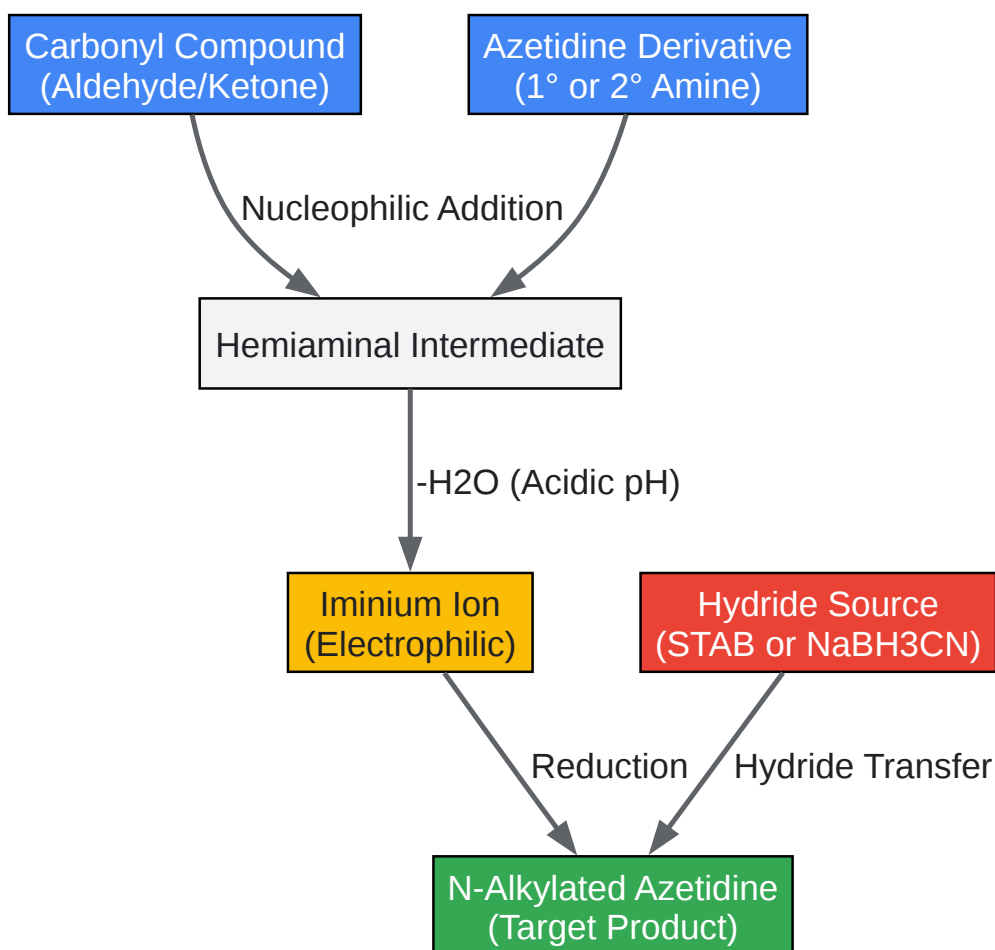 Carbonyl Compound
(Aldehyde/Ketone)
Azetidine Derivative
(1° or 2° Amine)
Nucleophilic Addition
Hemiaminal Intermediate
-H2O (Acidic pH)
Iminium Ion
(Electrophilic)
Hydride Source
(STAB or NaBH3CN)
Reduction
Hydride Transfer
N-Alkylated Azetidine
(Target Product)